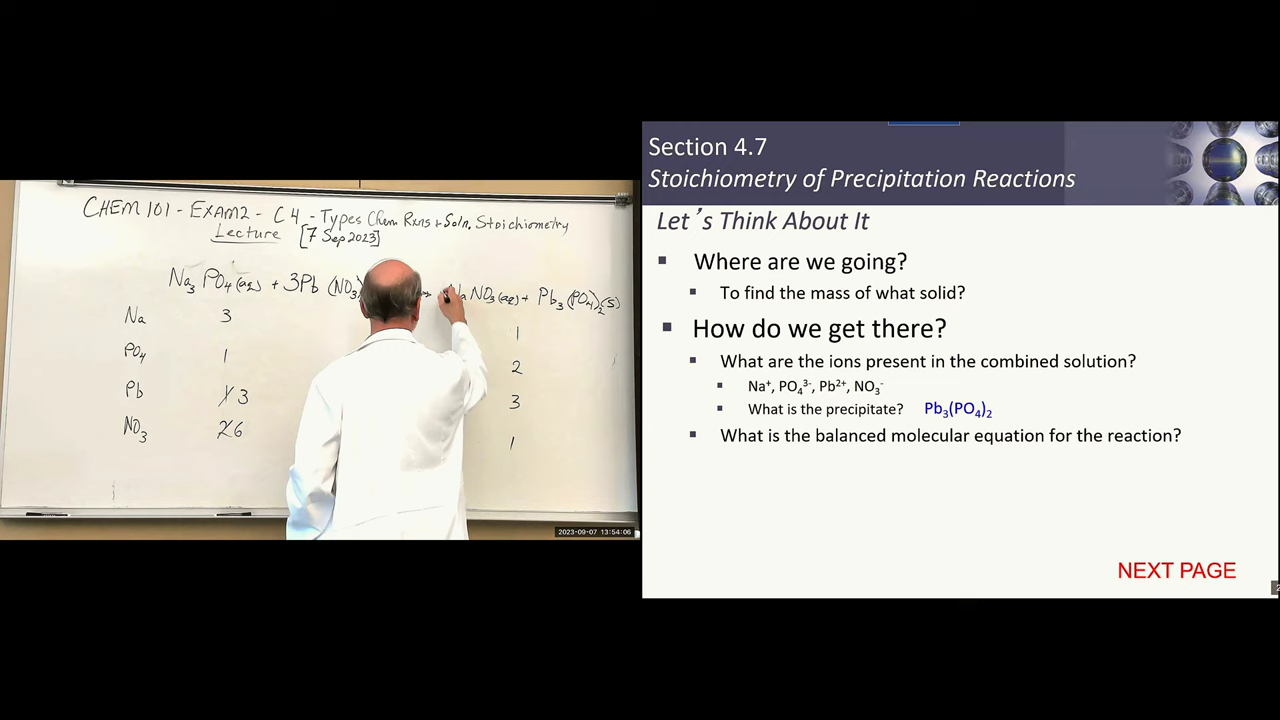 CHEM 101 - EXAM2 - C4 - Types Chem Rxns + Soln. Stoichiometry
Lecture [7 Sep 2023]
Na3 PO4 (aq) + 3Pb (NO3) NO3 (aq) + Pb3 (PO4)2 (s)
Na 3 1
PO4 1 2
Pb 1 3 3
NO3 2 6 1
2023-09-07 13:54:06
Section 4.7
Stoichiometry of Precipitation Reactions
Let's Think About It
▪ Where are we going?
▪ To find the mass of what solid?
▪ How do we get there?
▪ What are the ions present in the combined solution?
▪ Na⁺, PO₄³⁻, Pb²⁺, NO₃⁻
▪ What is the precipitate? Pb₃(PO₄)₂
▪ What is the balanced molecular equation for the reaction?
NEXT PAGE